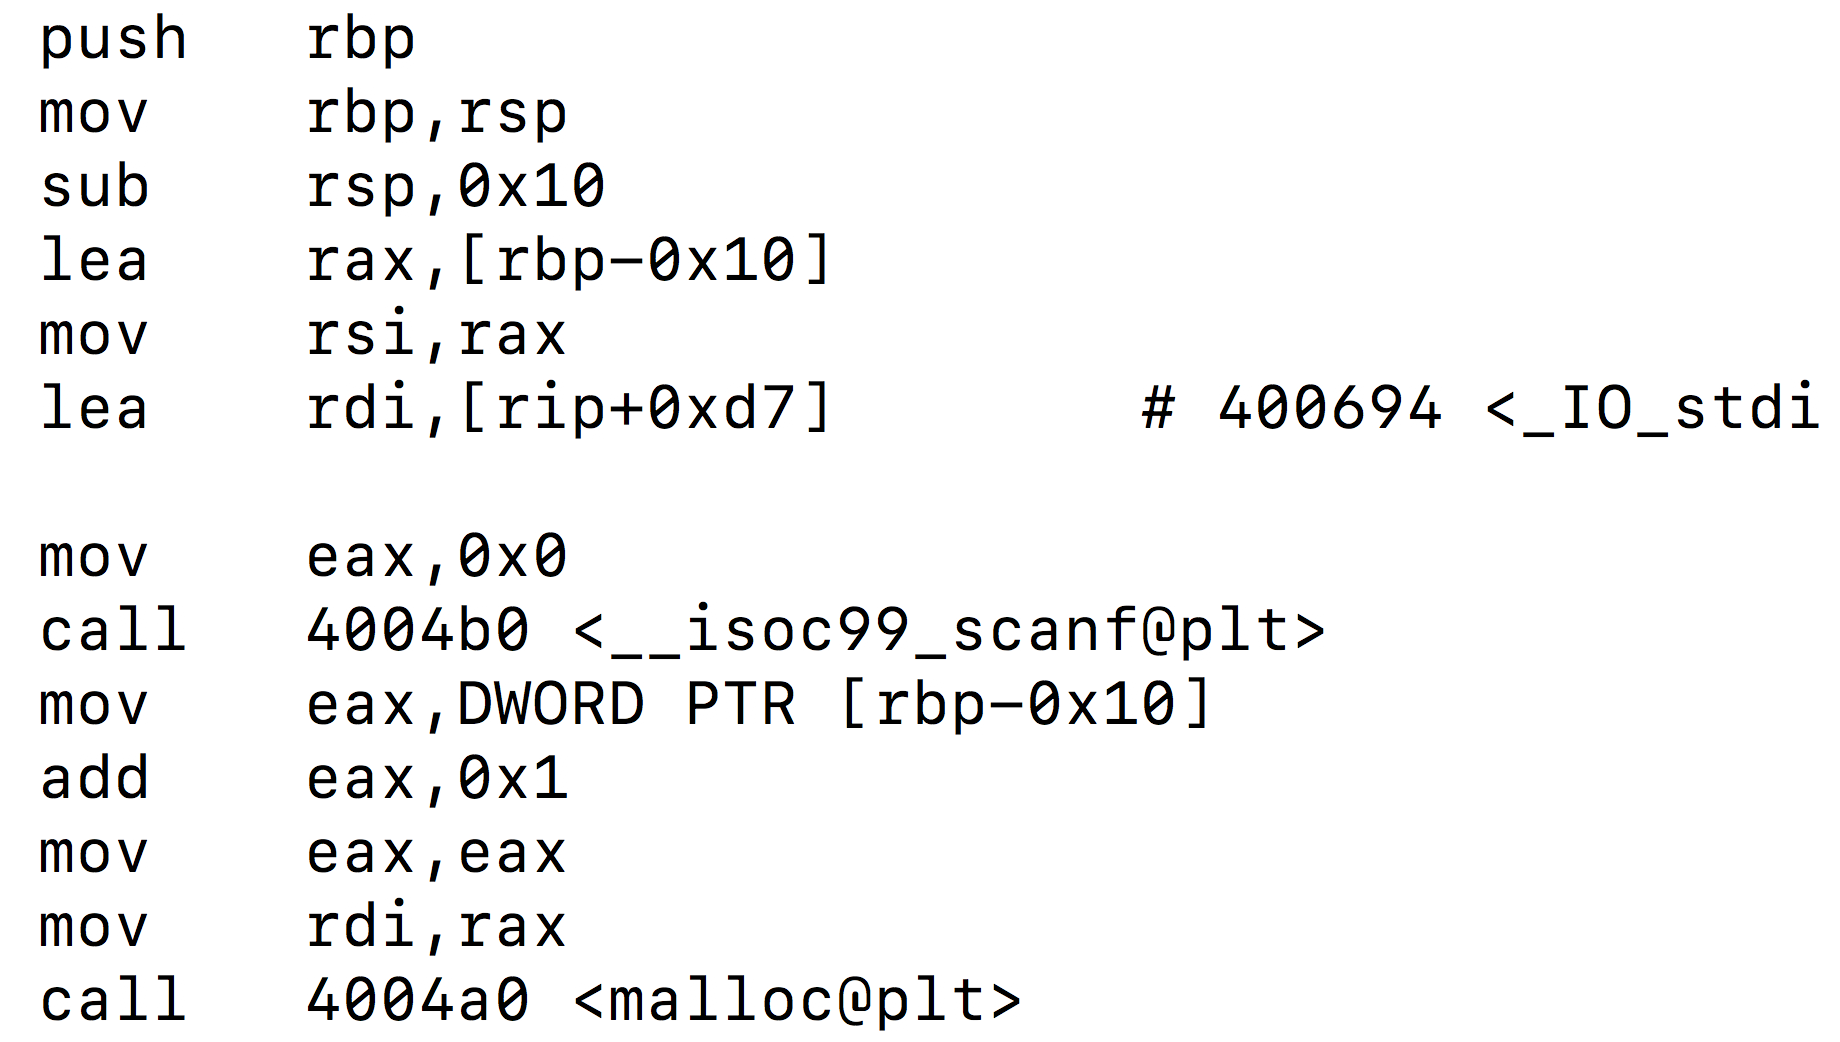 push   rbp
mov    rbp,rsp
sub    rsp,0x10
lea    rax,[rbp-0x10]
mov    rsi,rax
lea    rdi,[rip+0xd7]        # 400694 <_IO_stdi
mov    eax,0x0
call   4004b0 <__isoc99_scanf@plt>
mov    eax,DWORD PTR [rbp-0x10]
add    eax,0x1
mov    eax,eax
mov    rdi,rax
call   4004a0 <malloc@plt>